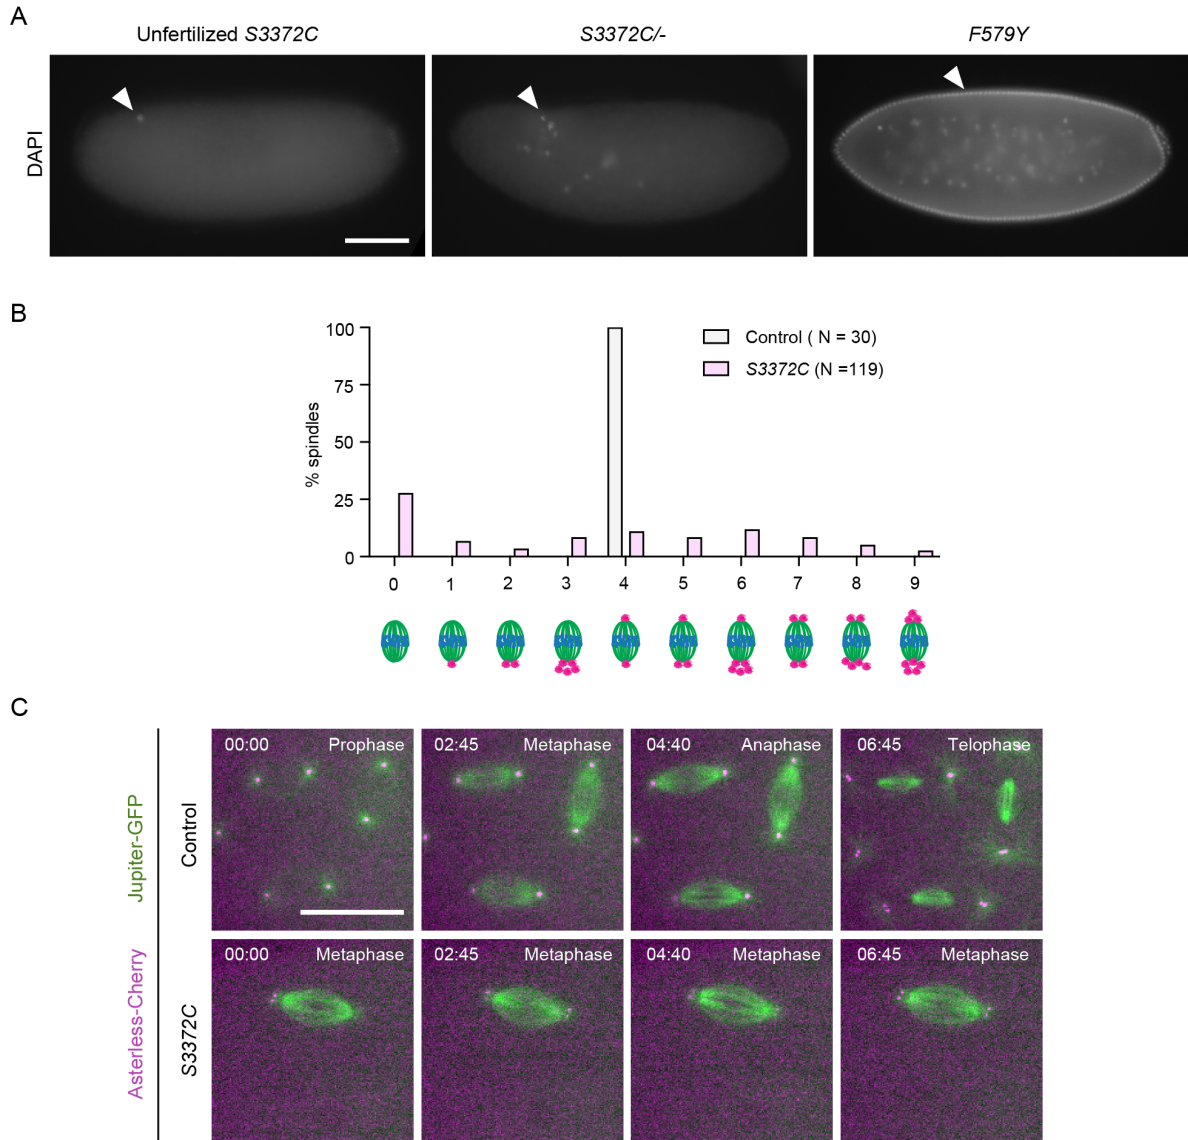 A
Unfertilized S3372C
S3372C/-
F579Y
DAPI
B
100
75
50
25
0
% spindles
Control ( N = 30)
S3372C (N =119)
0 1 2 3 4 5 6 7 8 9
C
Jupiter-GFP
Asterless-Cherry
Control
00:00 Prophase
02:45 Metaphase
04:40 Anaphase
06:45 Telophase
S3372C
00:00 Metaphase
02:45 Metaphase
04:40 Metaphase
06:45 Metaphase